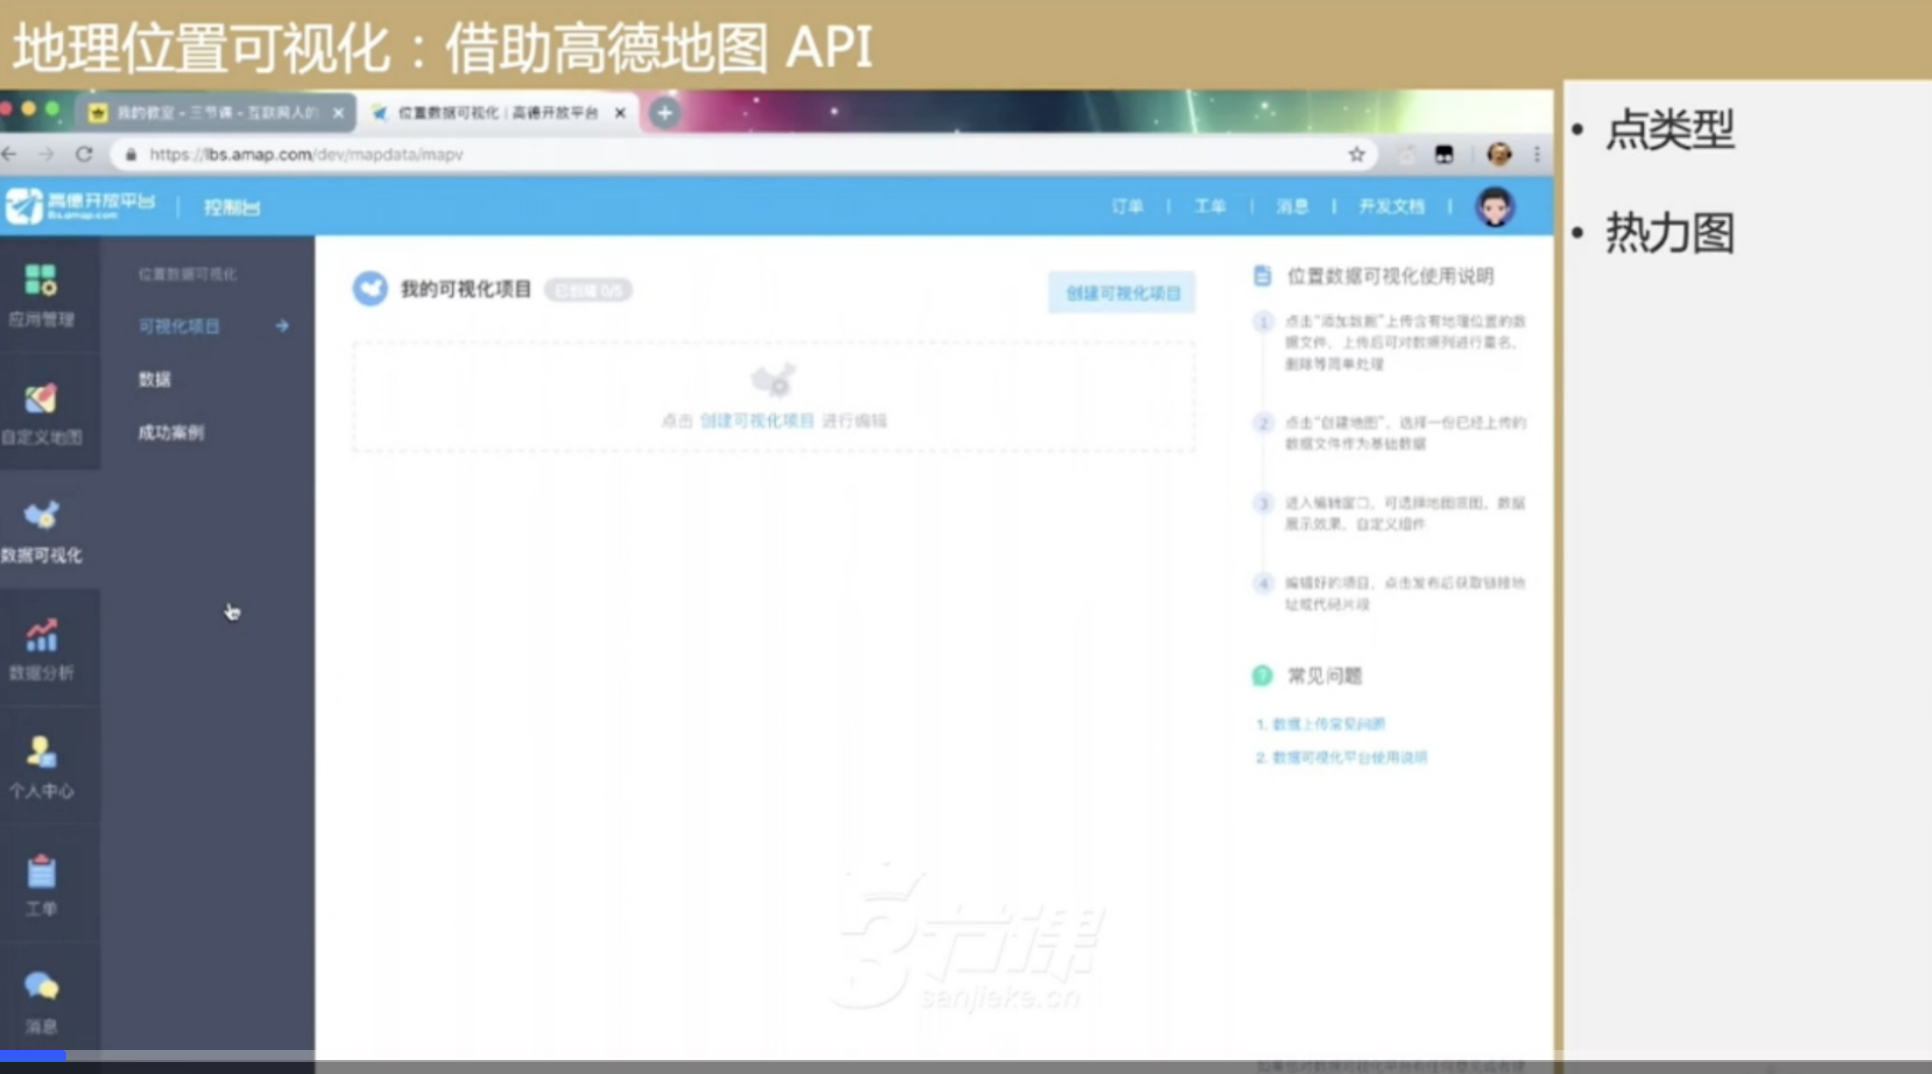 地理位置可视化：借助高德地图 API
我的教室 - 三节课 - 互联网人的
位置数据可视化 | 高德开放平台
https://lbs.amap.com/dev/mapdata/mapv
高德开放平台
lbs.amap.com
控制台
订单
工单
消息
开发文档
应用管理
自定义地图
数据可视化
数据分析
个人中心
工单
消息
位置数据可视化
可视化项目
数据
成功案例
我的可视化项目
已创建 0/5
创建可视化项目
点击 创建可视化项目 进行编辑
位置数据可视化使用说明
1 点击“添加数据”上传含有地理位置的数
据文件，上传后可对数据列进行重名、
删除等简单处理
2 点击“创建地图”，选择一份已经上传的
数据文件作为基础数据
3 进入编辑窗口，可选择地图底图、数据
展示效果、自定义组件
4 编辑好的项目，点击发布后获取链接地
址或代码片段
常见问题
1. 数据上传常见问题
2. 数据可视化平台使用说明
3节课
sanjieke.cn
• 点类型
• 热力图